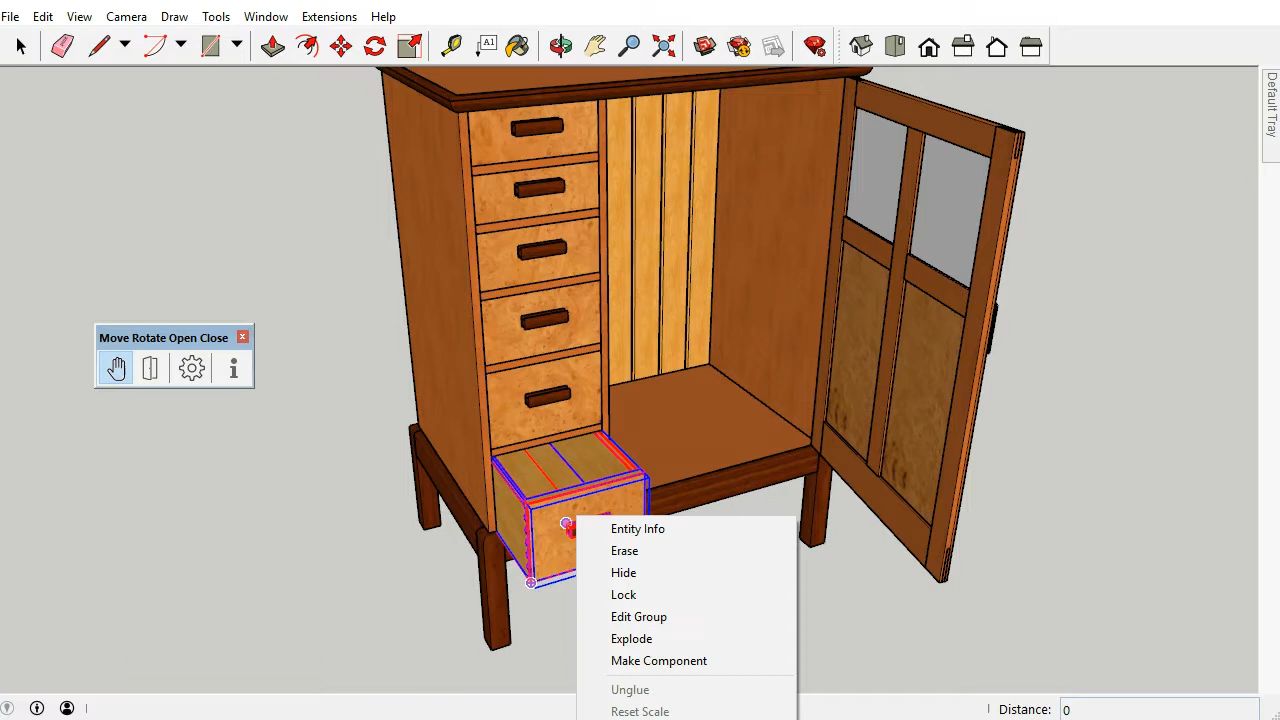 File Edit View Camera Draw Tools Window Extensions Help
A1
Default Tray
Move Rotate Open Close
Entity Info
Erase
Hide
Lock
Edit Group
Explode
Make Component
Unglue
Reset Scale
Distance: 0